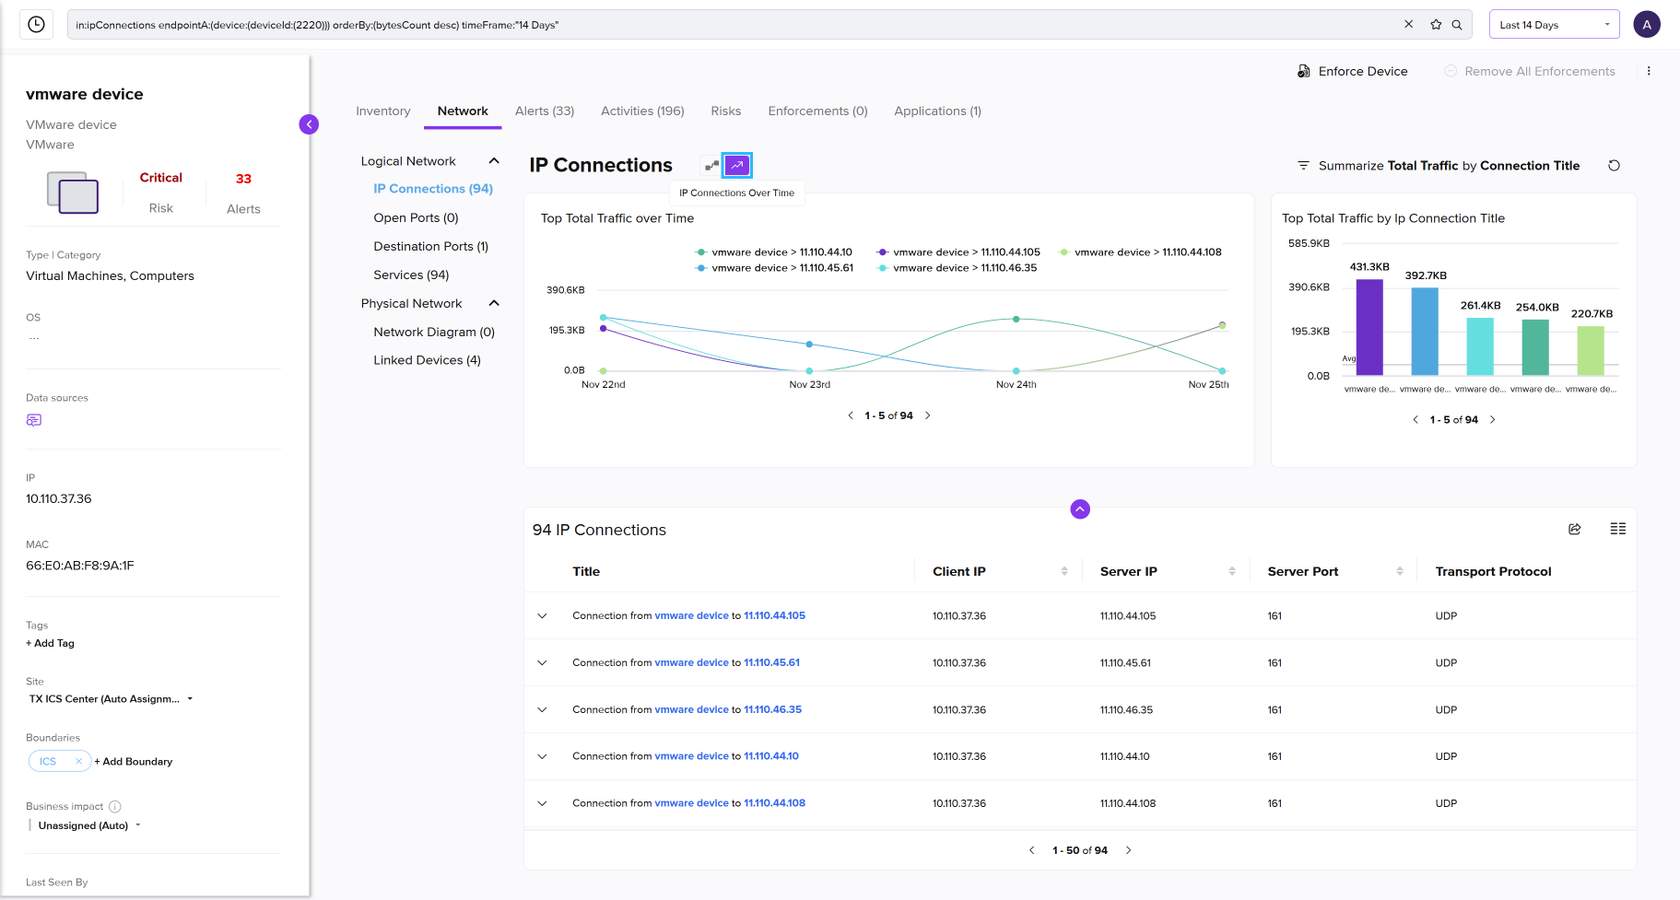 in:ipConnections endpointA:(device:(deviceId:(2220))) orderBy:(bytesCount desc) timeFrame:"14 Days"
Last 14 Days
A
Enforce Device
Remove All Enforcements
vmware device
VMware device
VMware
Critical
Risk
33
Alerts
Type | Category
Virtual Machines, Computers
OS
...
Data sources
IP
10.110.37.36
MAC
66:E0:AB:F8:9A:1F
Tags
+ Add Tag
Site
TX ICS Center (Auto Assignm...
Boundaries
ICS × + Add Boundary
Business impact
Unassigned (Auto)
Last Seen By
Inventory Network Alerts (33) Activities (196) Risks Enforcements (0) Applications (1)
Logical Network
IP Connections (94)
Open Ports (0)
Destination Ports (1)
Services (94)
Physical Network
Network Diagram (0)
Linked Devices (4)
IP Connections
IP Connections Over Time
Summarize Total Traffic by Connection Title
Top Total Traffic over Time
vmware device > 11.110.44.10 vmware device > 11.110.44.105 vmware device > 11.110.44.108
vmware device > 11.110.45.61 vmware device > 11.110.46.35
390.6KB
195.3KB
0.0B
Nov 22nd Nov 23rd Nov 24th Nov 25th
1 - 5 of 94
Top Total Traffic by Ip Connection Title
585.9KB
390.6KB
195.3KB
0.0B
431.3KB
392.7KB
261.4KB
254.0KB
220.7KB
Avg
vmware de... vmware de... vmware de... vmware de... vmware de...
1 - 5 of 94
94 IP Connections
Title Client IP Server IP Server Port Transport Protocol
Connection from vmware device to 11.110.44.105 10.110.37.36 11.110.44.105 161 UDP
Connection from vmware device to 11.110.45.61 10.110.37.36 11.110.45.61 161 UDP
Connection from vmware device to 11.110.46.35 10.110.37.36 11.110.46.35 161 UDP
Connection from vmware device to 11.110.44.10 10.110.37.36 11.110.44.10 161 UDP
Connection from vmware device to 11.110.44.108 10.110.37.36 11.110.44.108 161 UDP
1 - 50 of 94